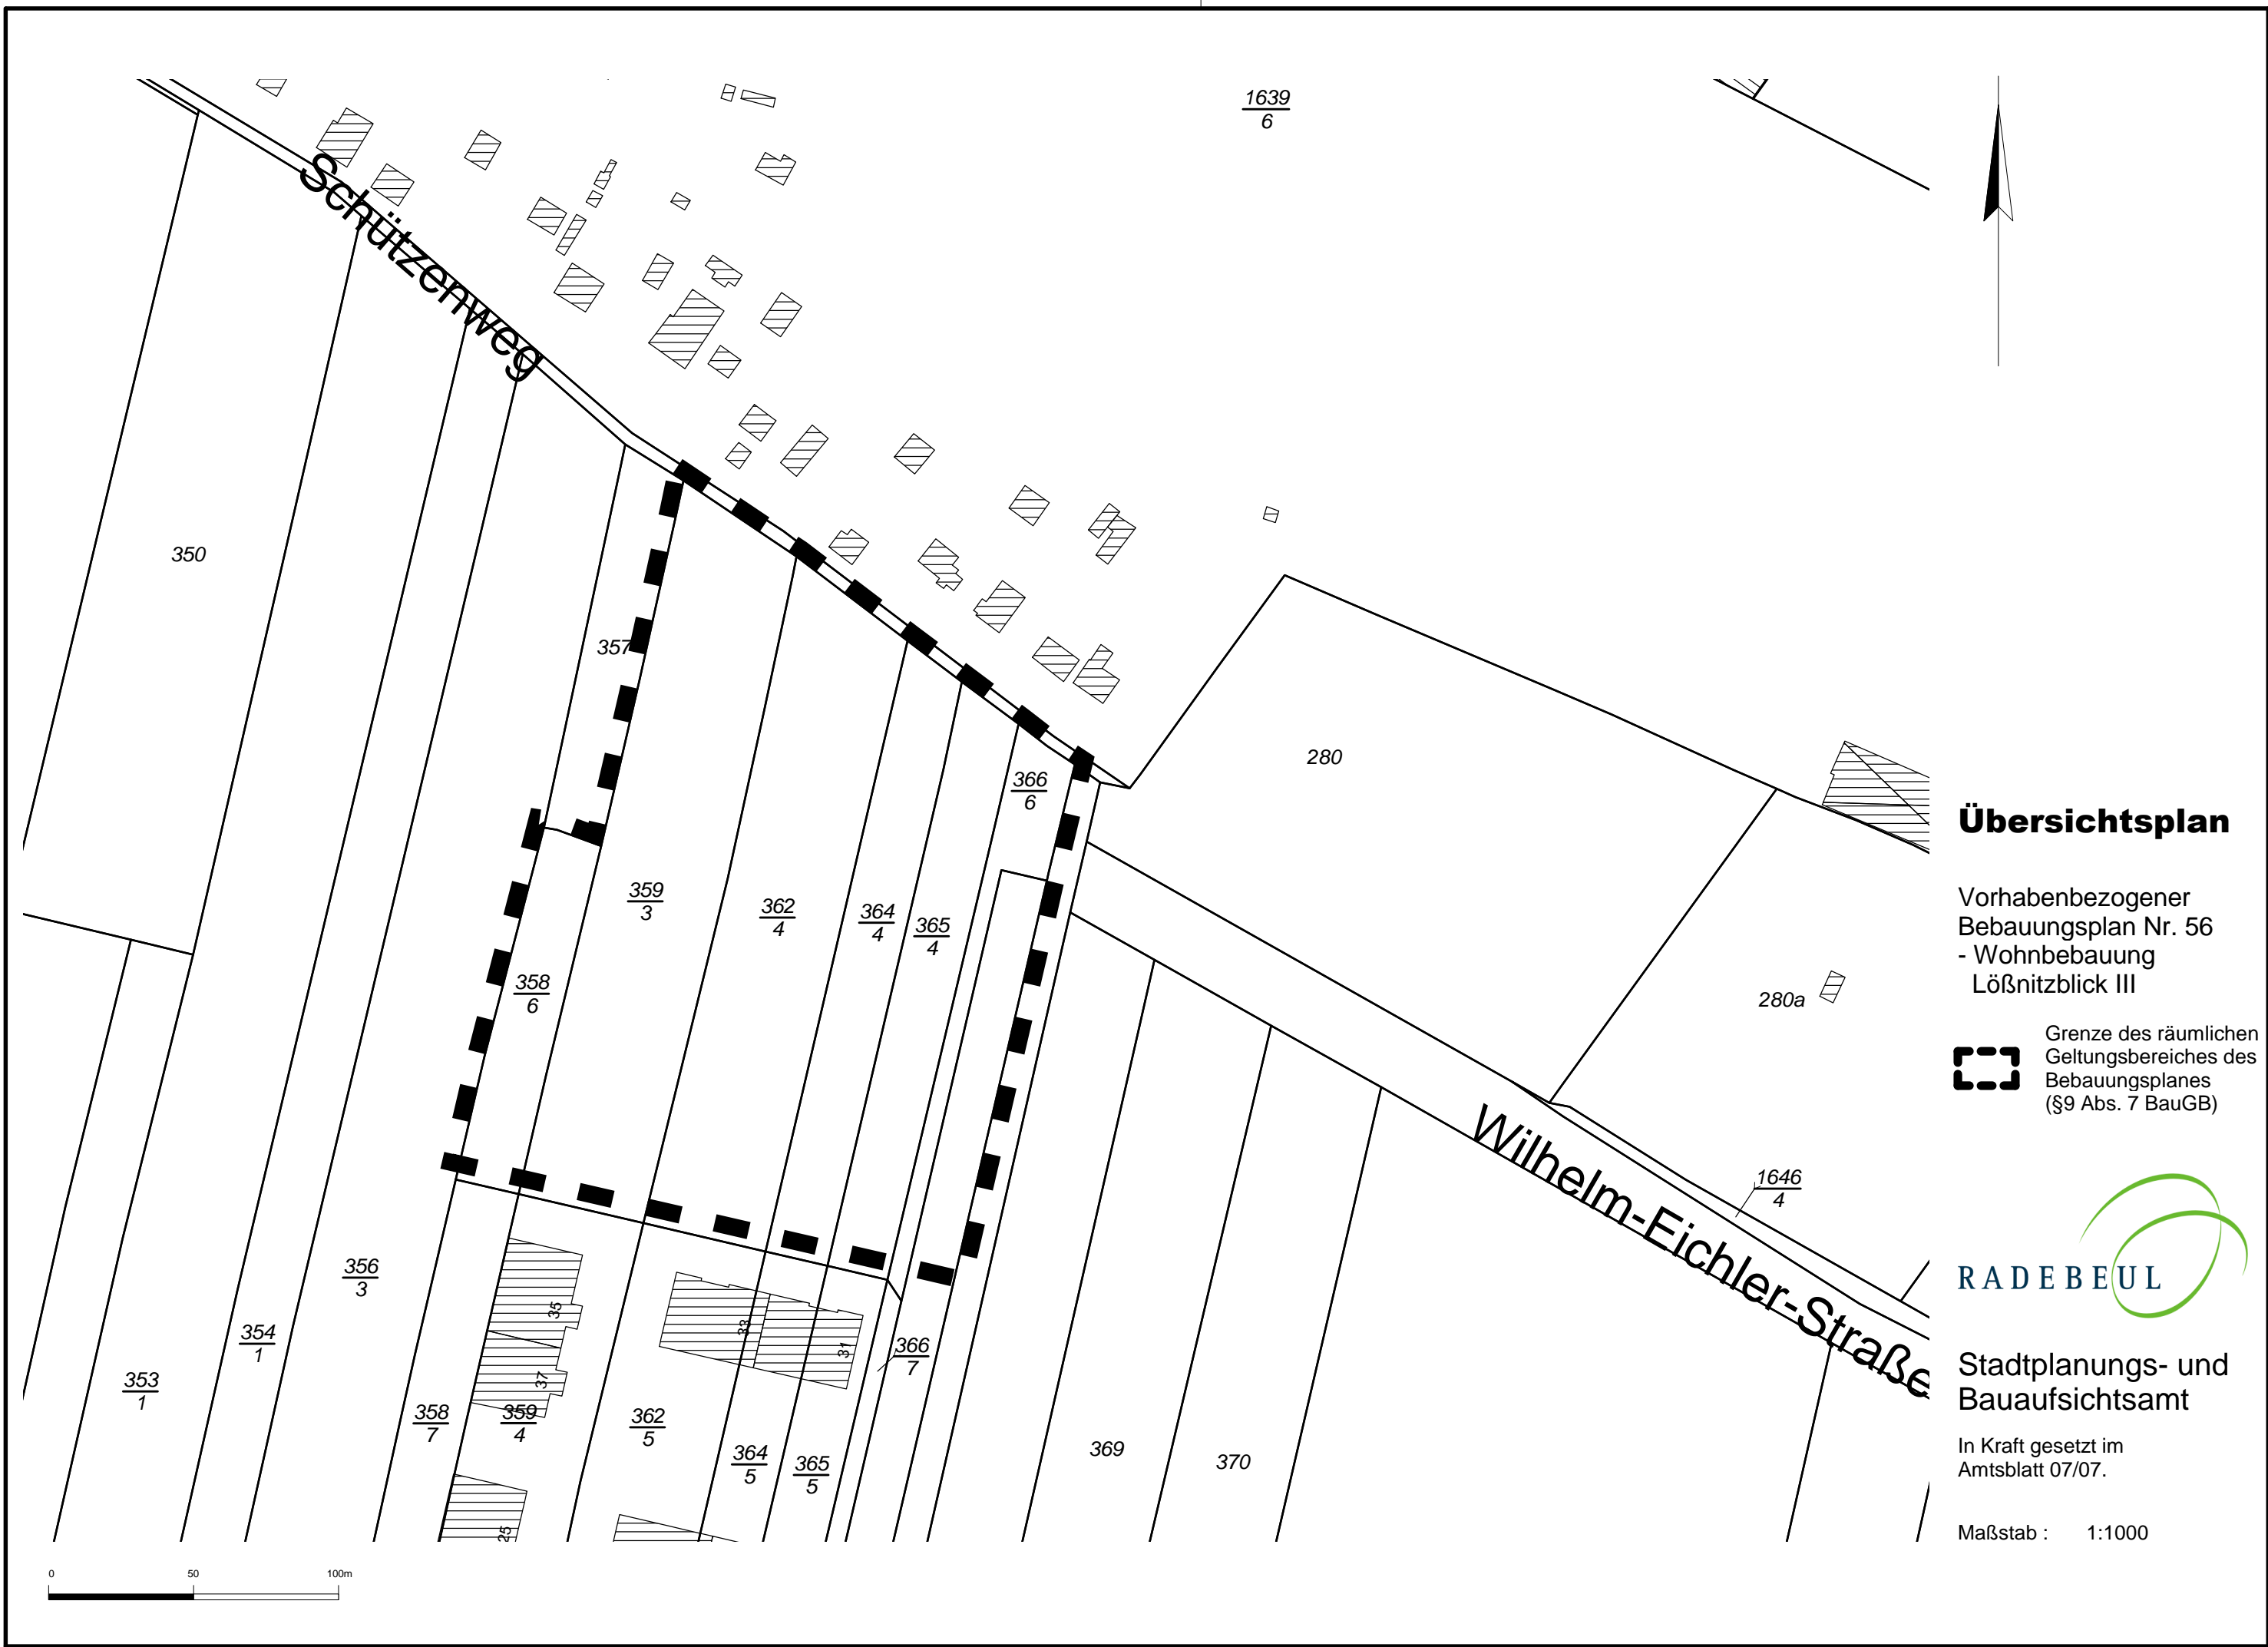 1639
6
Schützenweg
350
357
280
366
6
359
3
362
4
364
4
365
4
358
6
280a
Wilhelm-Eichler-Straße
1646
4
356
3
354
1
353
1
35
33
31
37
366
7
358
7
359
4
362
5
364
5
365
5
369
370
25
0 50 100m
Übersichtsplan
Vorhabenbezogener
Bebauungsplan Nr. 56
- Wohnbebauung
Lößnitzblick III
Grenze des räumlichen
Geltungsbereiches des
Bebauungsplanes
(§9 Abs. 7 BauGB)
RADEBEUL
Stadtplanungs- und
Bauaufsichtsamt
In Kraft gesetzt im
Amtsblatt 07/07.
Maßstab : 1:1000